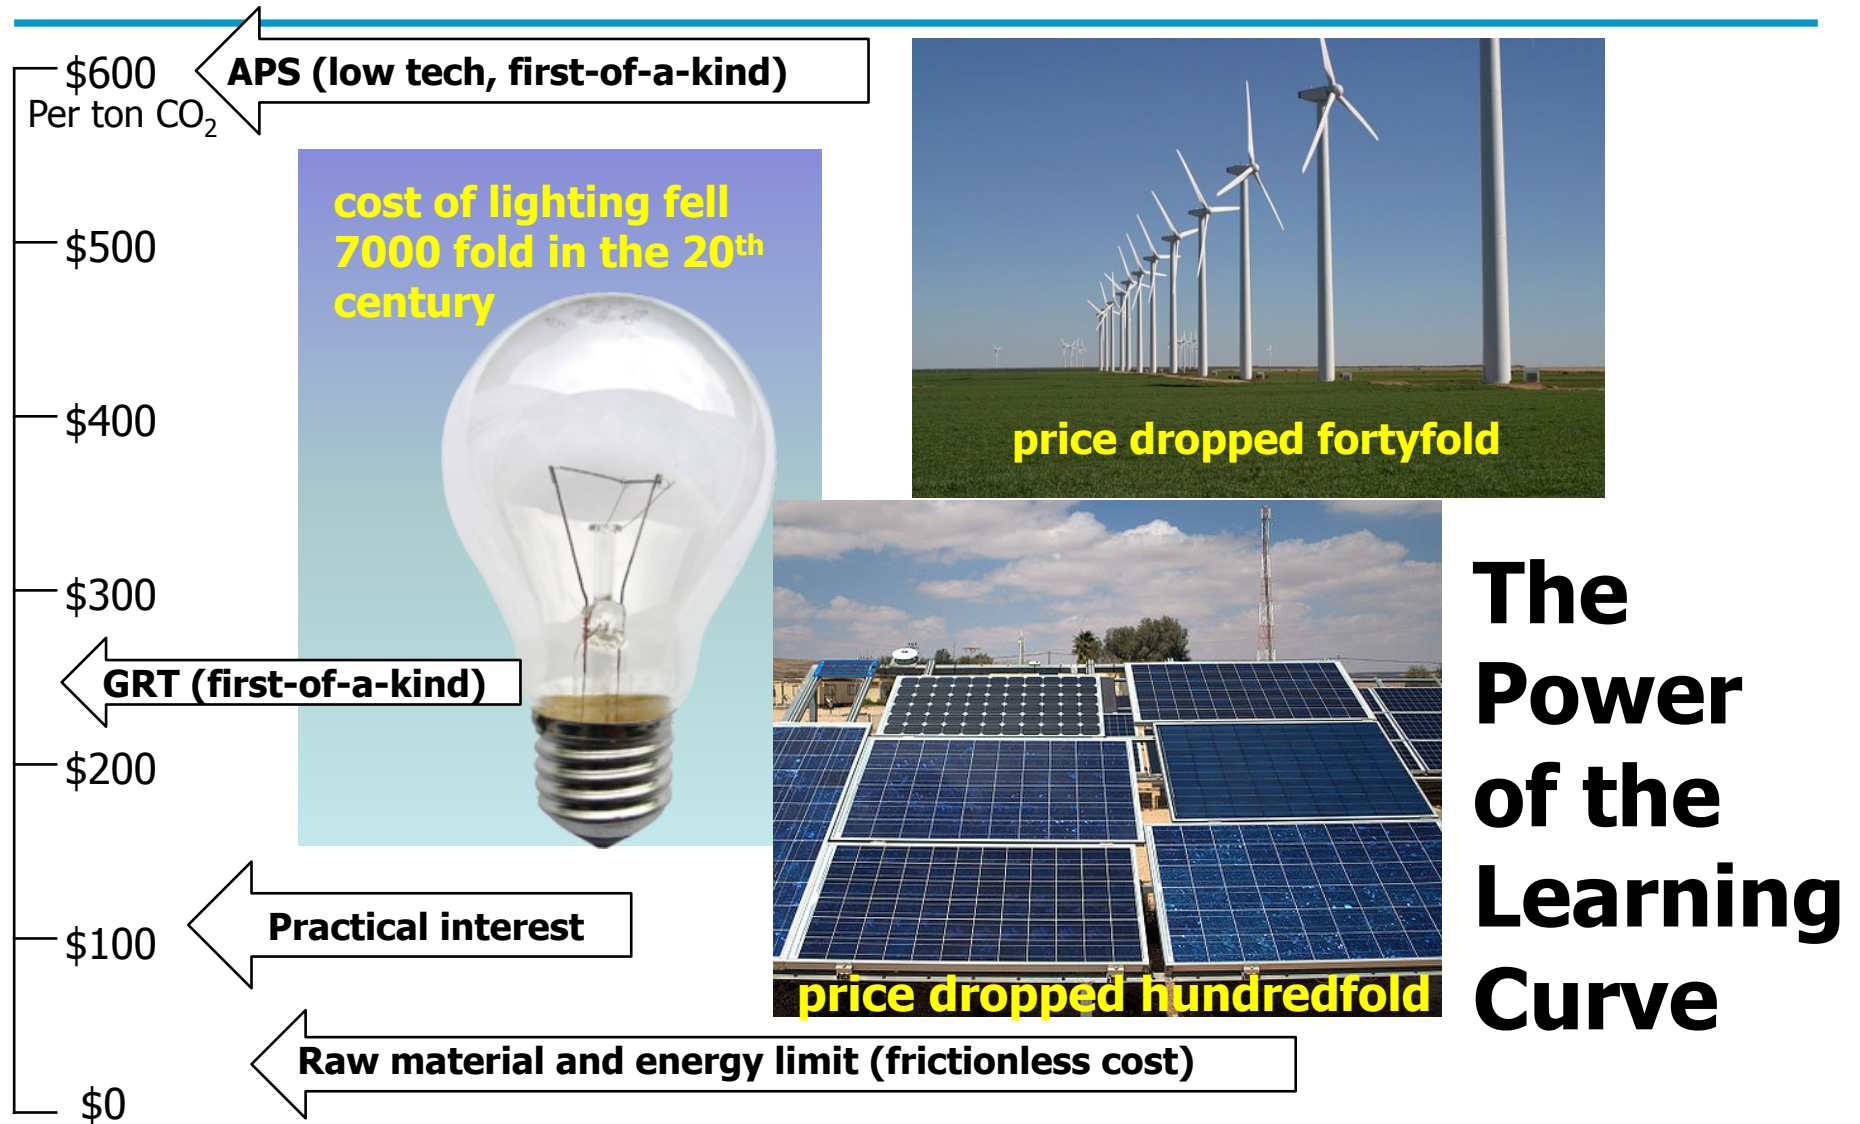 $600
Per ton CO₂
APS (low tech, first-of-a-kind)
cost of lighting fell
7000 fold in the 20th
century
$500
$400
price dropped fortyfold
$300
GRT (first-of-a-kind)
$200
The
Power
of the
Learning
Curve
Practical interest
$100
price dropped hundredfold
Raw material and energy limit (frictionless cost)
$0